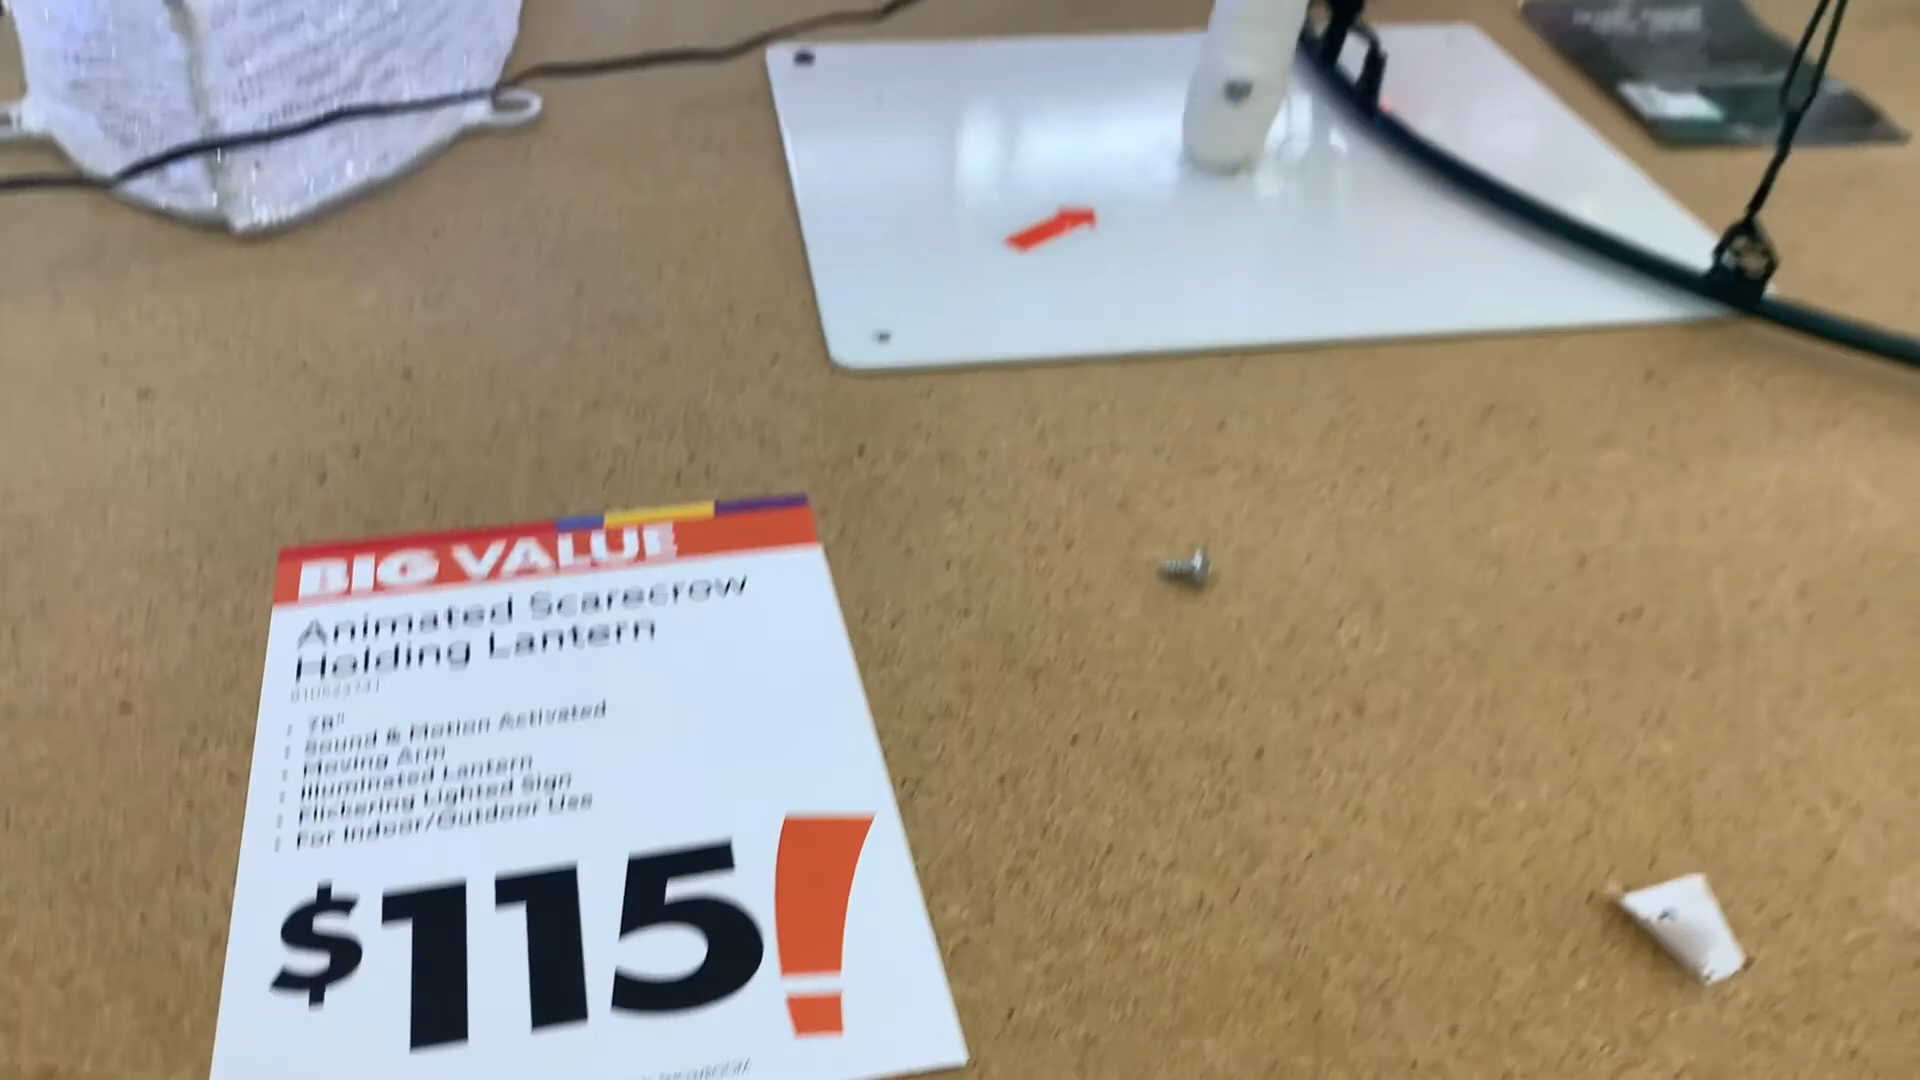 BIG VALUE
Animated Scarecrow
Holding Lantern
78"
Sound & Motion Activated
Moving Arm
Illuminated Lantern
Flickering Lighted Sign
For Indoor/Outdoor Use
$115!